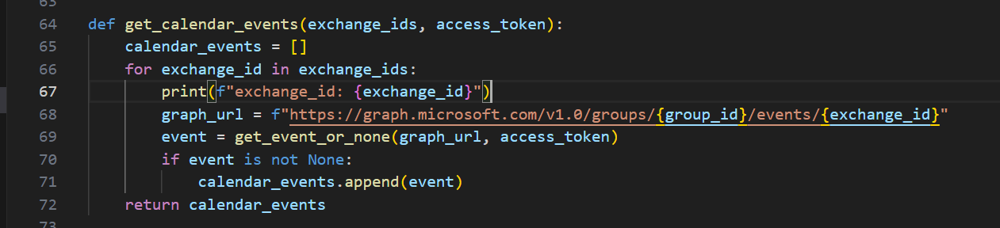 63
64 def get_calendar_events(exchange_ids, access_token):
65     calendar_events = []
66     for exchange_id in exchange_ids:
67         print(f"exchange_id: {exchange_id}")
68         graph_url = f"https://graph.microsoft.com/v1.0/groups/{group_id}/events/{exchange_id}"
69         event = get_event_or_none(graph_url, access_token)
70         if event is not None:
71             calendar_events.append(event)
72     return calendar_events
73